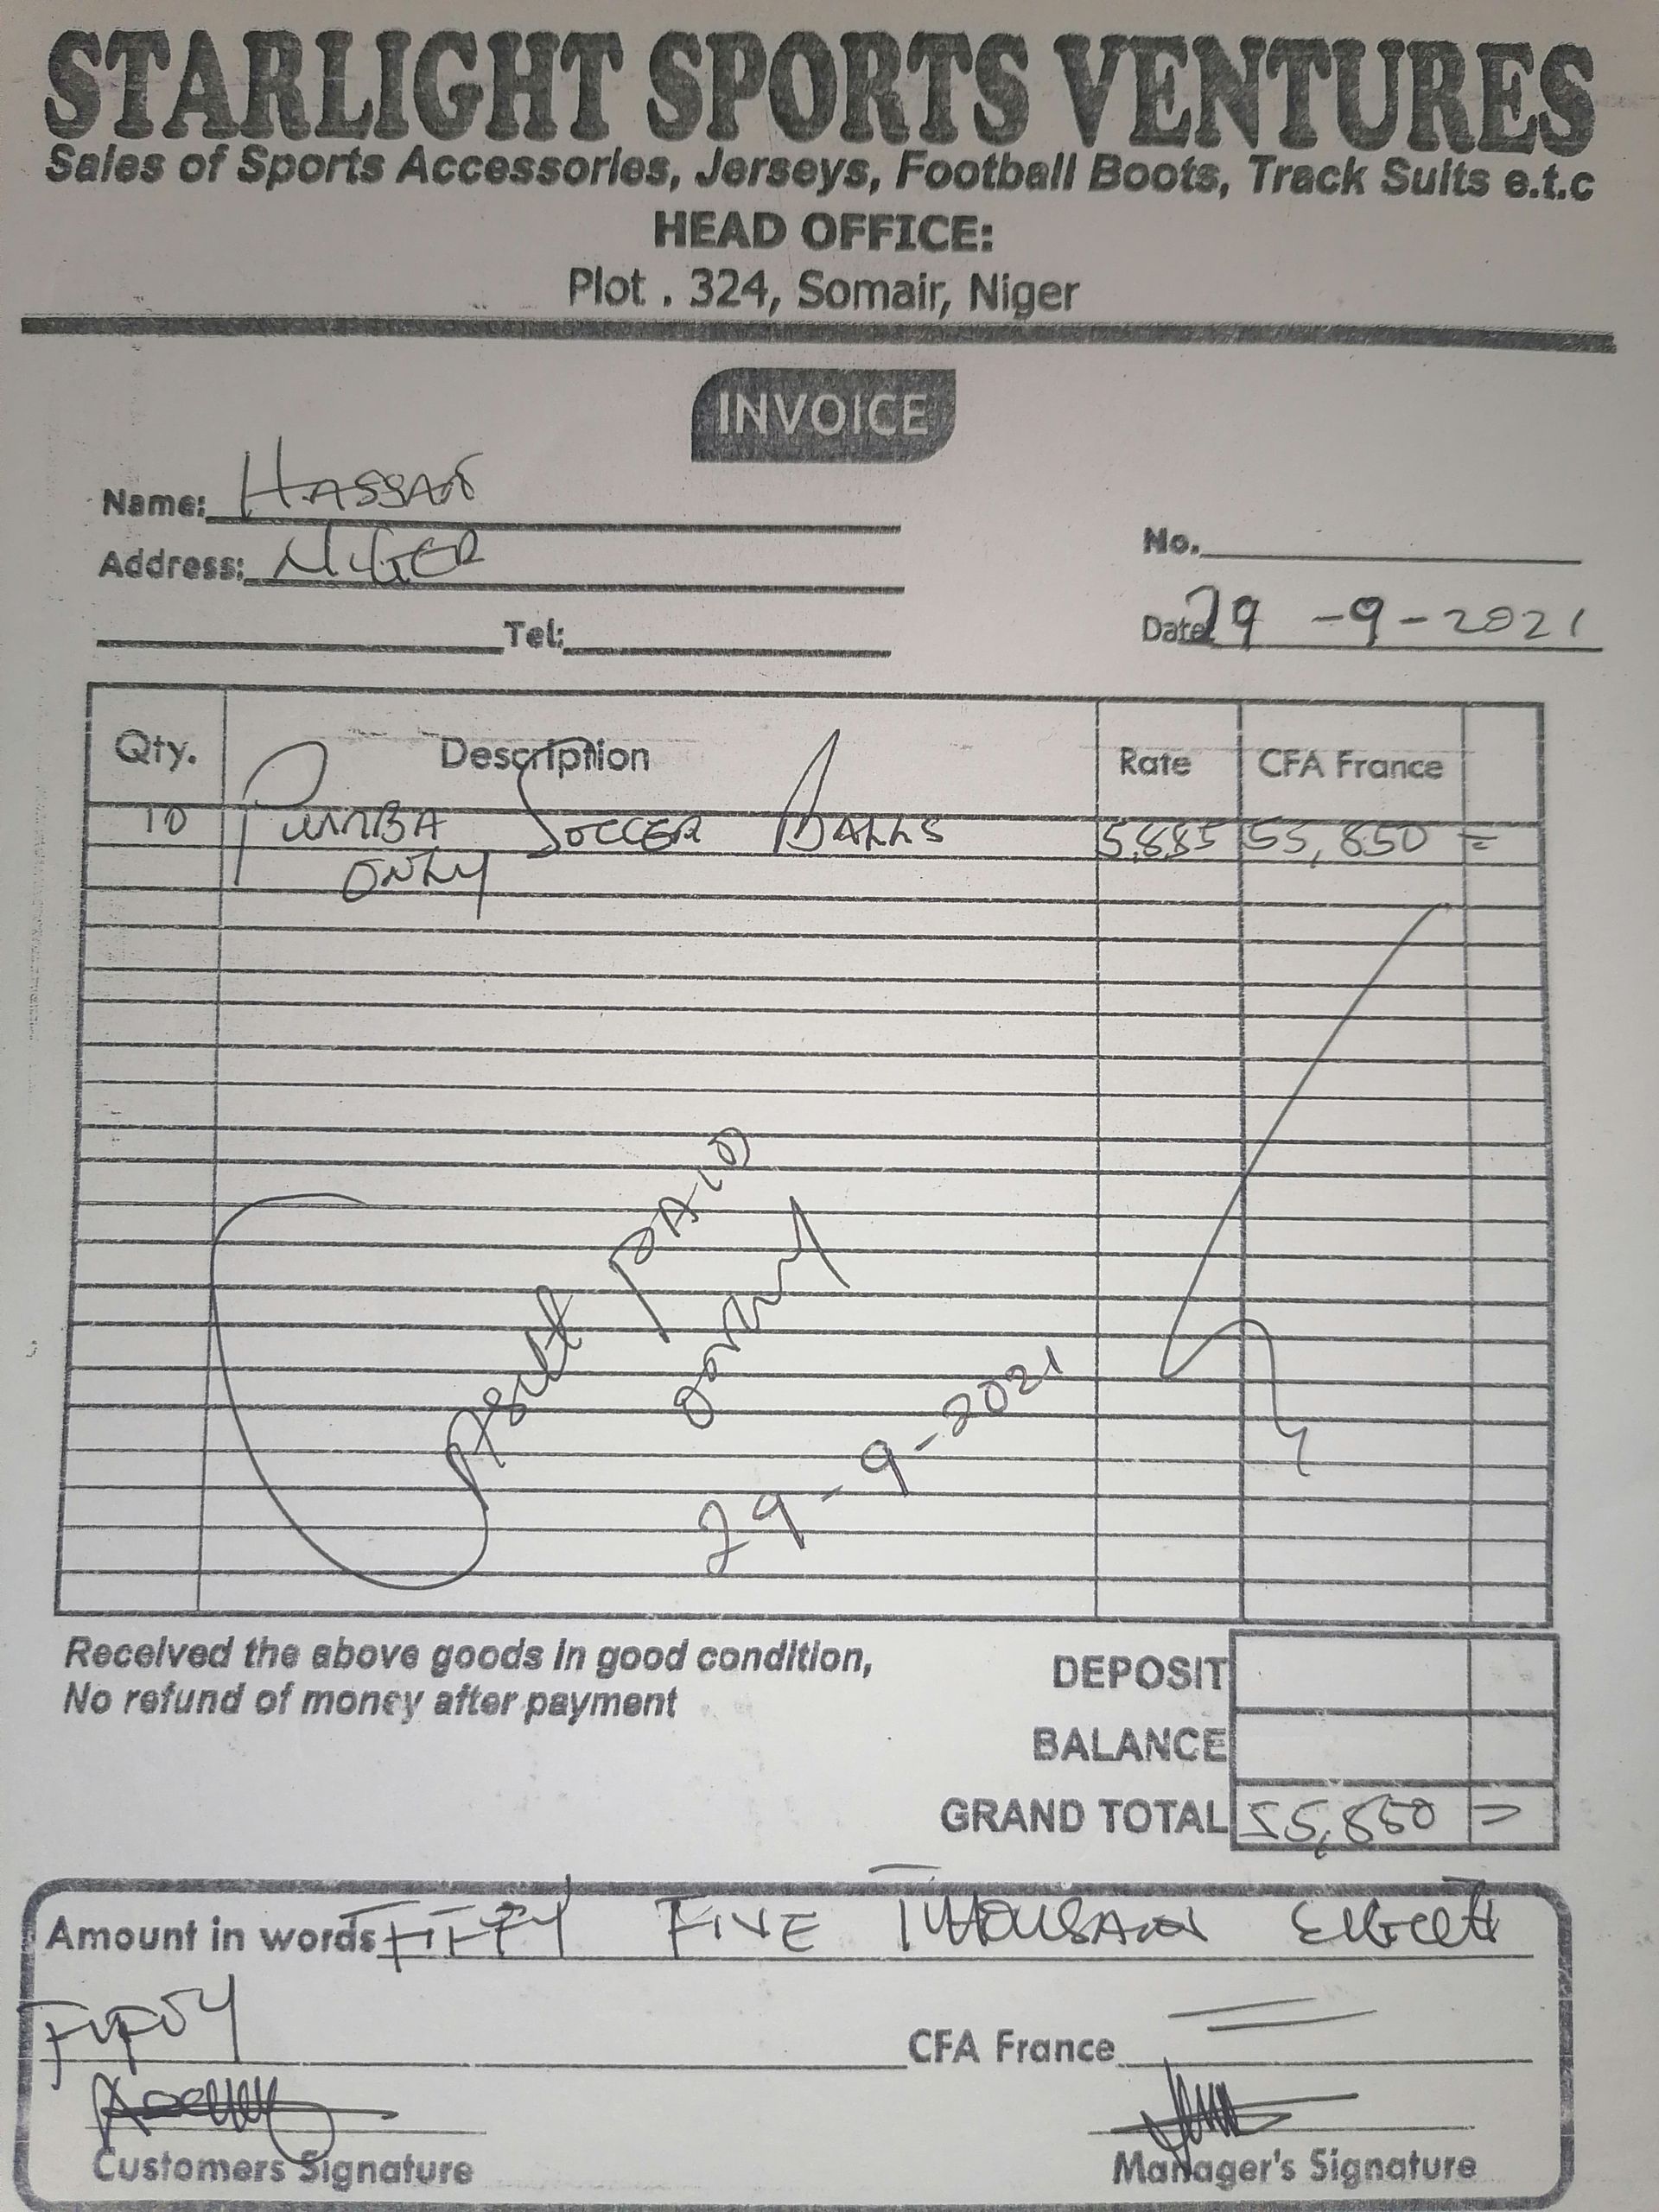 STARLIGHT SPORTS VENTURES
Sales of Sports Accessories, Jerseys, Football Boots, Track Suits e.t.c
HEAD OFFICE:
Plot . 324, Somair, Niger
INVOICE
Name: HASSAN
Address: NIGER
No.
Tel:
Date 29 -9-2021
Qty. Description Rate CFA France
10 PUMBA SOCCER BALLS 5,885 55,850 =
ONLY
PAID
29-9-2021
Received the above goods in good condition,
No refund of money after payment
DEPOSIT
BALANCE
GRAND TOTAL 55,850 =
Amount in words FIFTY FIVE THOUSAND EIGHT
FIFTY
CFA France
Customers Signature
Manager's Signature